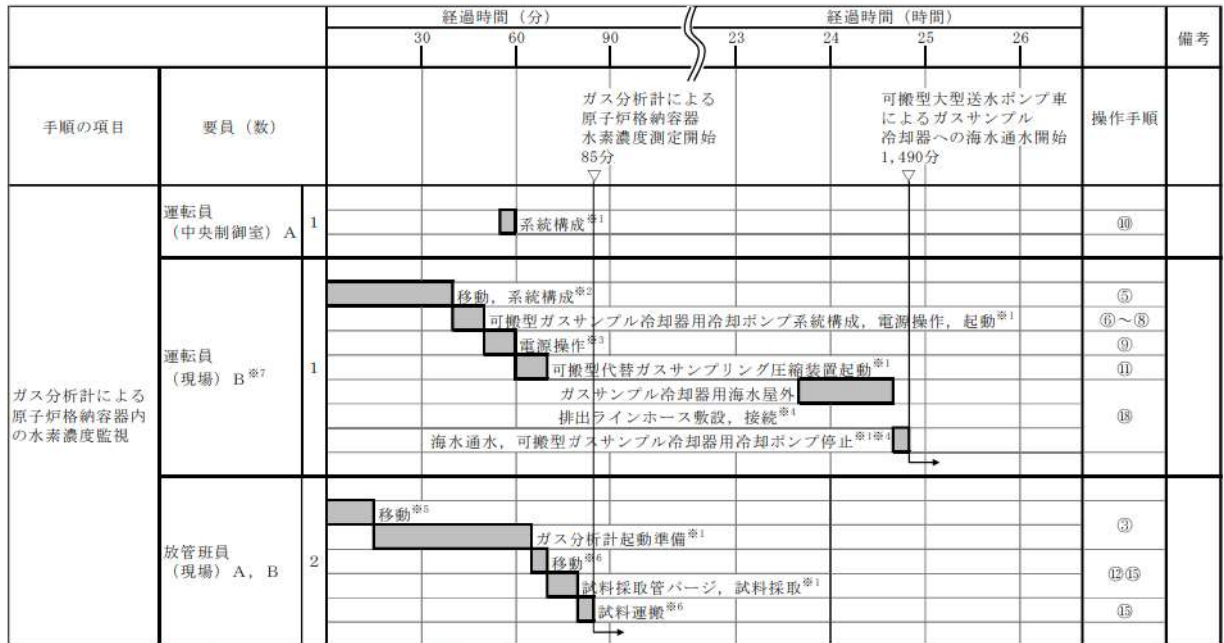 経過時間（分）
経過時間（時間）
備考
30
60
90
23
24
25
26
手順の項目
要員（数）
ガス分析計による
原子炉格納容器
水素濃度測定開始
85分
▽
可搬型大型送水ポンプ車
によるガスサンプル
冷却器への海水通水開始
1,490分
▽
操作手順
ガス分析計による
原子炉格納容器内
の水素濃度監視
運転員
（中央制御室）A
1
系統構成※1
⑩
運転員
（現場）B※7
1
移動，系統構成※2
⑤
可搬型ガスサンプル冷却器用冷却ポンプ系統構成，電源操作，起動※1
⑥～⑧
電源操作※3
⑨
可搬型代替ガスサンプリング圧縮装置起動※1
⑪
ガスサンプル冷却器用海水屋外
排出ラインホース敷設，接続※4
⑱
海水通水，可搬型ガスサンプル冷却器用冷却ポンプ停止※1※4
放管班員
（現場）A，B
2
移動※5
③
ガス分析計起動準備※1
移動※6
⑫⑮
試料採取管パージ，試料採取※1
試料運搬※6
⑮